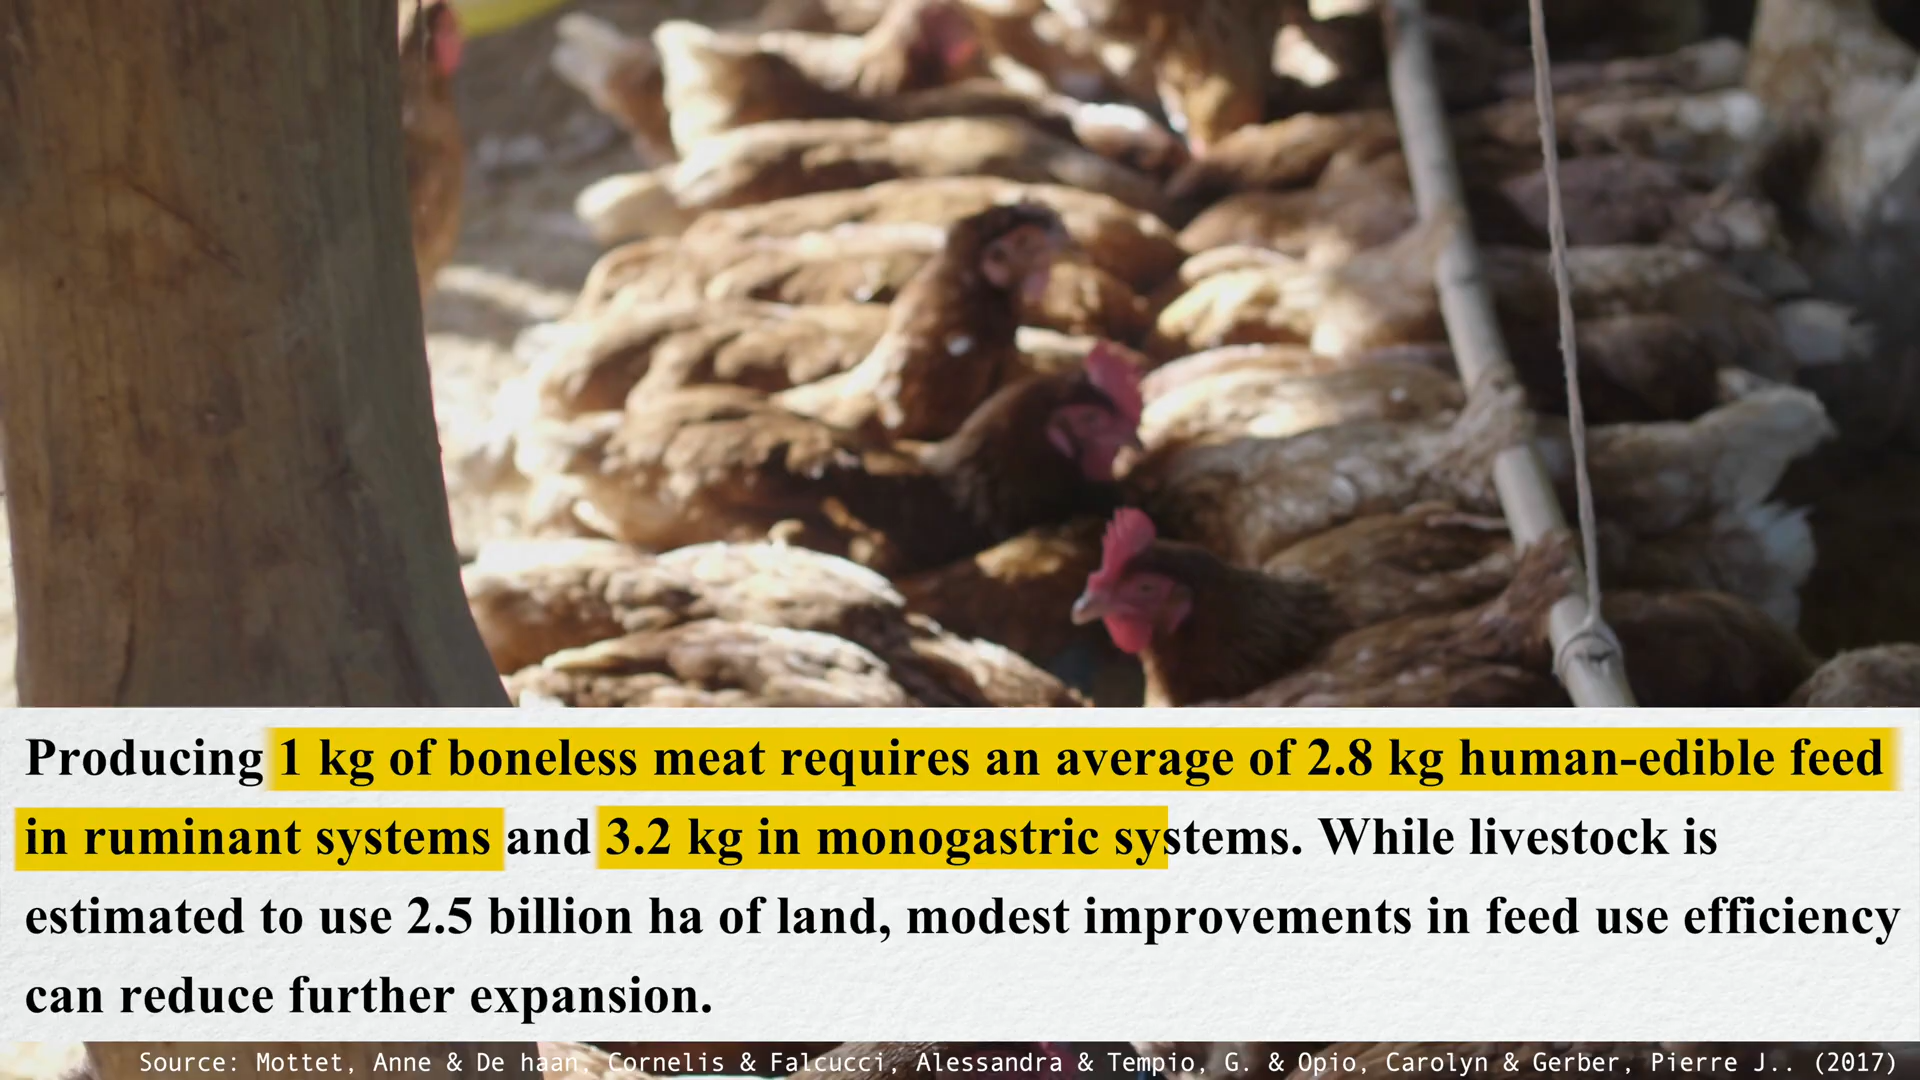 Producing 1 kg of boneless meat requires an average of 2.8 kg human-edible feed
in ruminant systems and 3.2 kg in monogastric systems. While livestock is
estimated to use 2.5 billion ha of land, modest improvements in feed use efficiency
can reduce further expansion.
Source: Mottet, Anne & De haan, Cornelis & Falcucci, Alessandra & Tempio, G. & Opio, Carolyn & Gerber, Pierre J.. (2017)